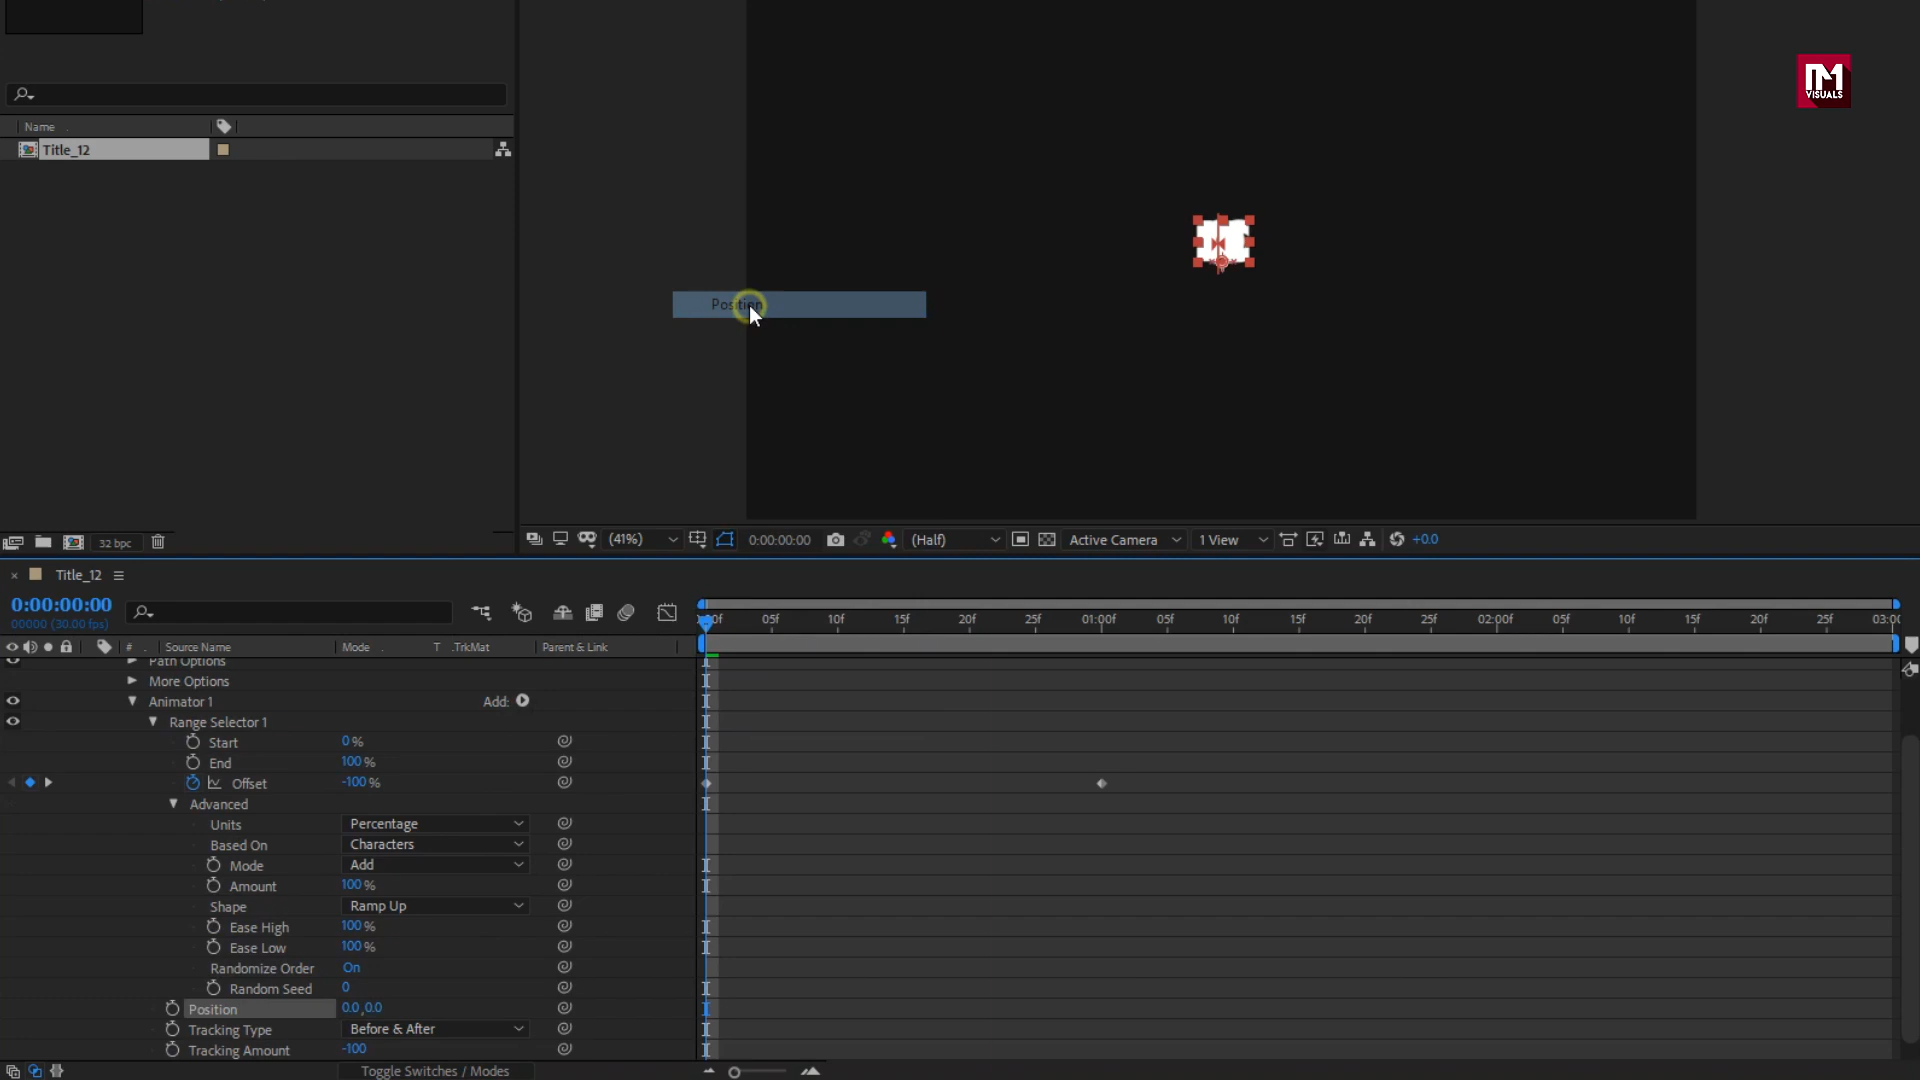 M
VISUALS
Name
Title_12
Position
32 bpc
(41%)
0:00:00:00
(Half)
Active Camera
1 View
+0.0
Title_12
0:00:00:00
00000 (30.00 fps)
05f 10f 15f 20f 25f 01:00f 05f 10f 15f 20f 25f 02:00f 05f 10f 15f 20f 25f
# Source Name Mode T .TrkMat Parent & Link
Path Options
More Options
Animator 1 Add:
Range Selector 1
Start 0%
End 100%
Offset -100%
Advanced
Units Percentage
Based On Characters
Mode Add
Amount 100%
Shape Ramp Up
Ease High 100%
Ease Low 100%
Randomize Order On
Random Seed 0
Position 0.0,0.0
Tracking Type Before & After
Tracking Amount -100
Toggle Switches / Modes